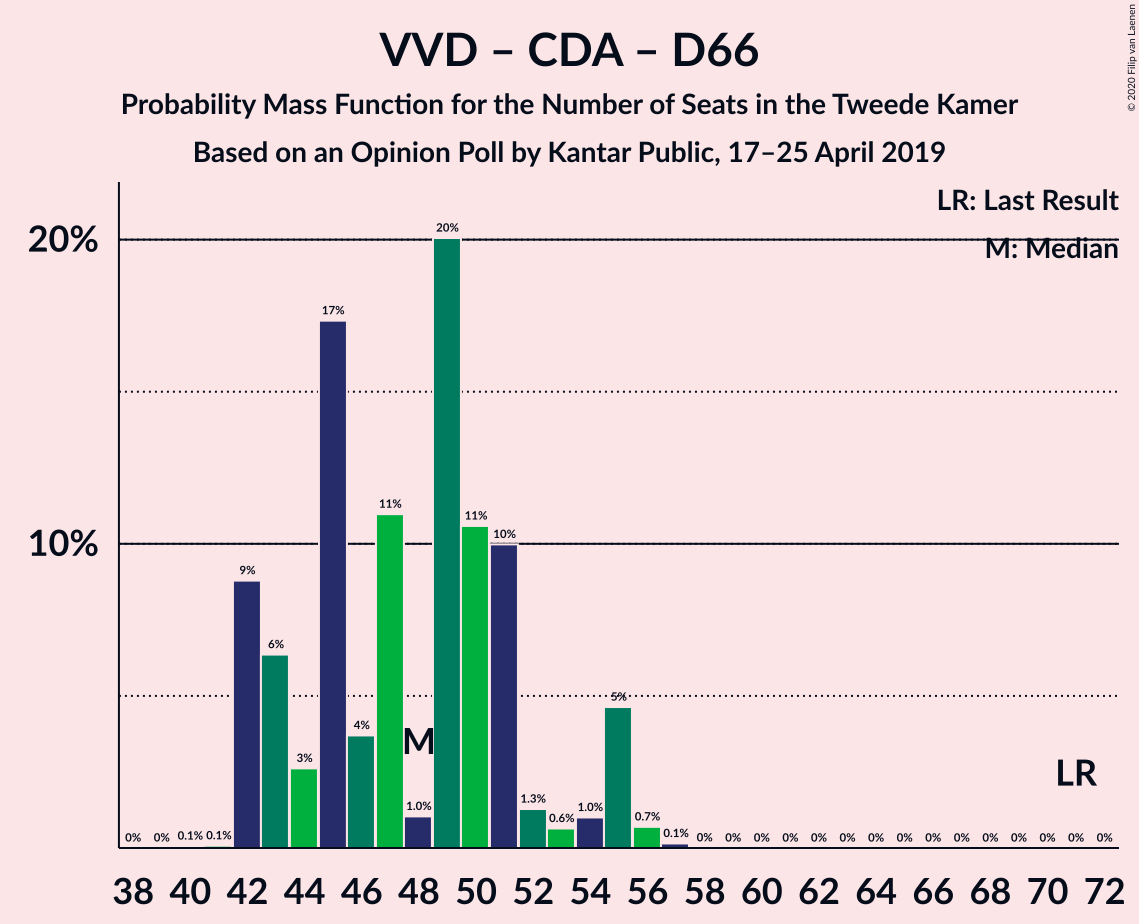 VVD – CDA – D66
Probability Mass Function for the Number of Seats in the Tweede Kamer
Based on an Opinion Poll by Kantar Public, 17–25 April 2019
© 2020 Filip van Laenen
LR: Last Result
M: Median
20%
10%
0% 0% 0.1% 0.1% 9% 6% 3% 17% 4% 11% 1.0% 20% 11% 10% 1.3% 0.6% 1.0% 5% 0.7% 0.1% 0% 0% 0% 0% 0% 0% 0% 0% 0% 0% 0% 0% 0% 0% 0%
M
LR
38 40 42 44 46 48 50 52 54 56 58 60 62 64 66 68 70 72